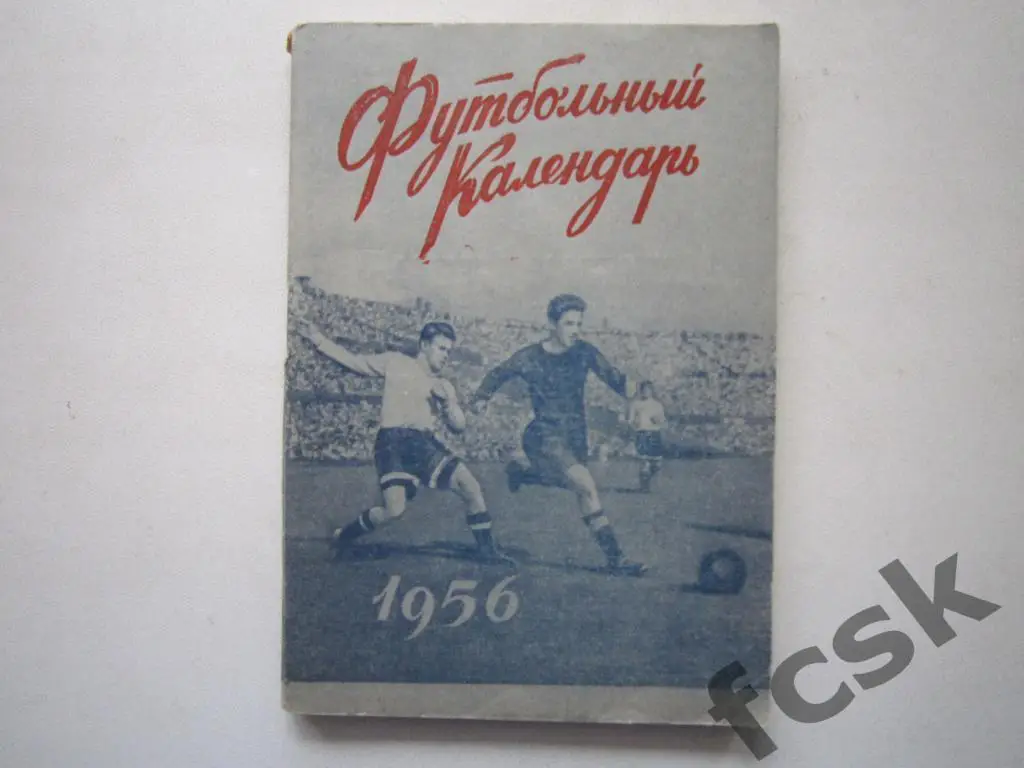 Футбольный
Календарь
1956
fcsk